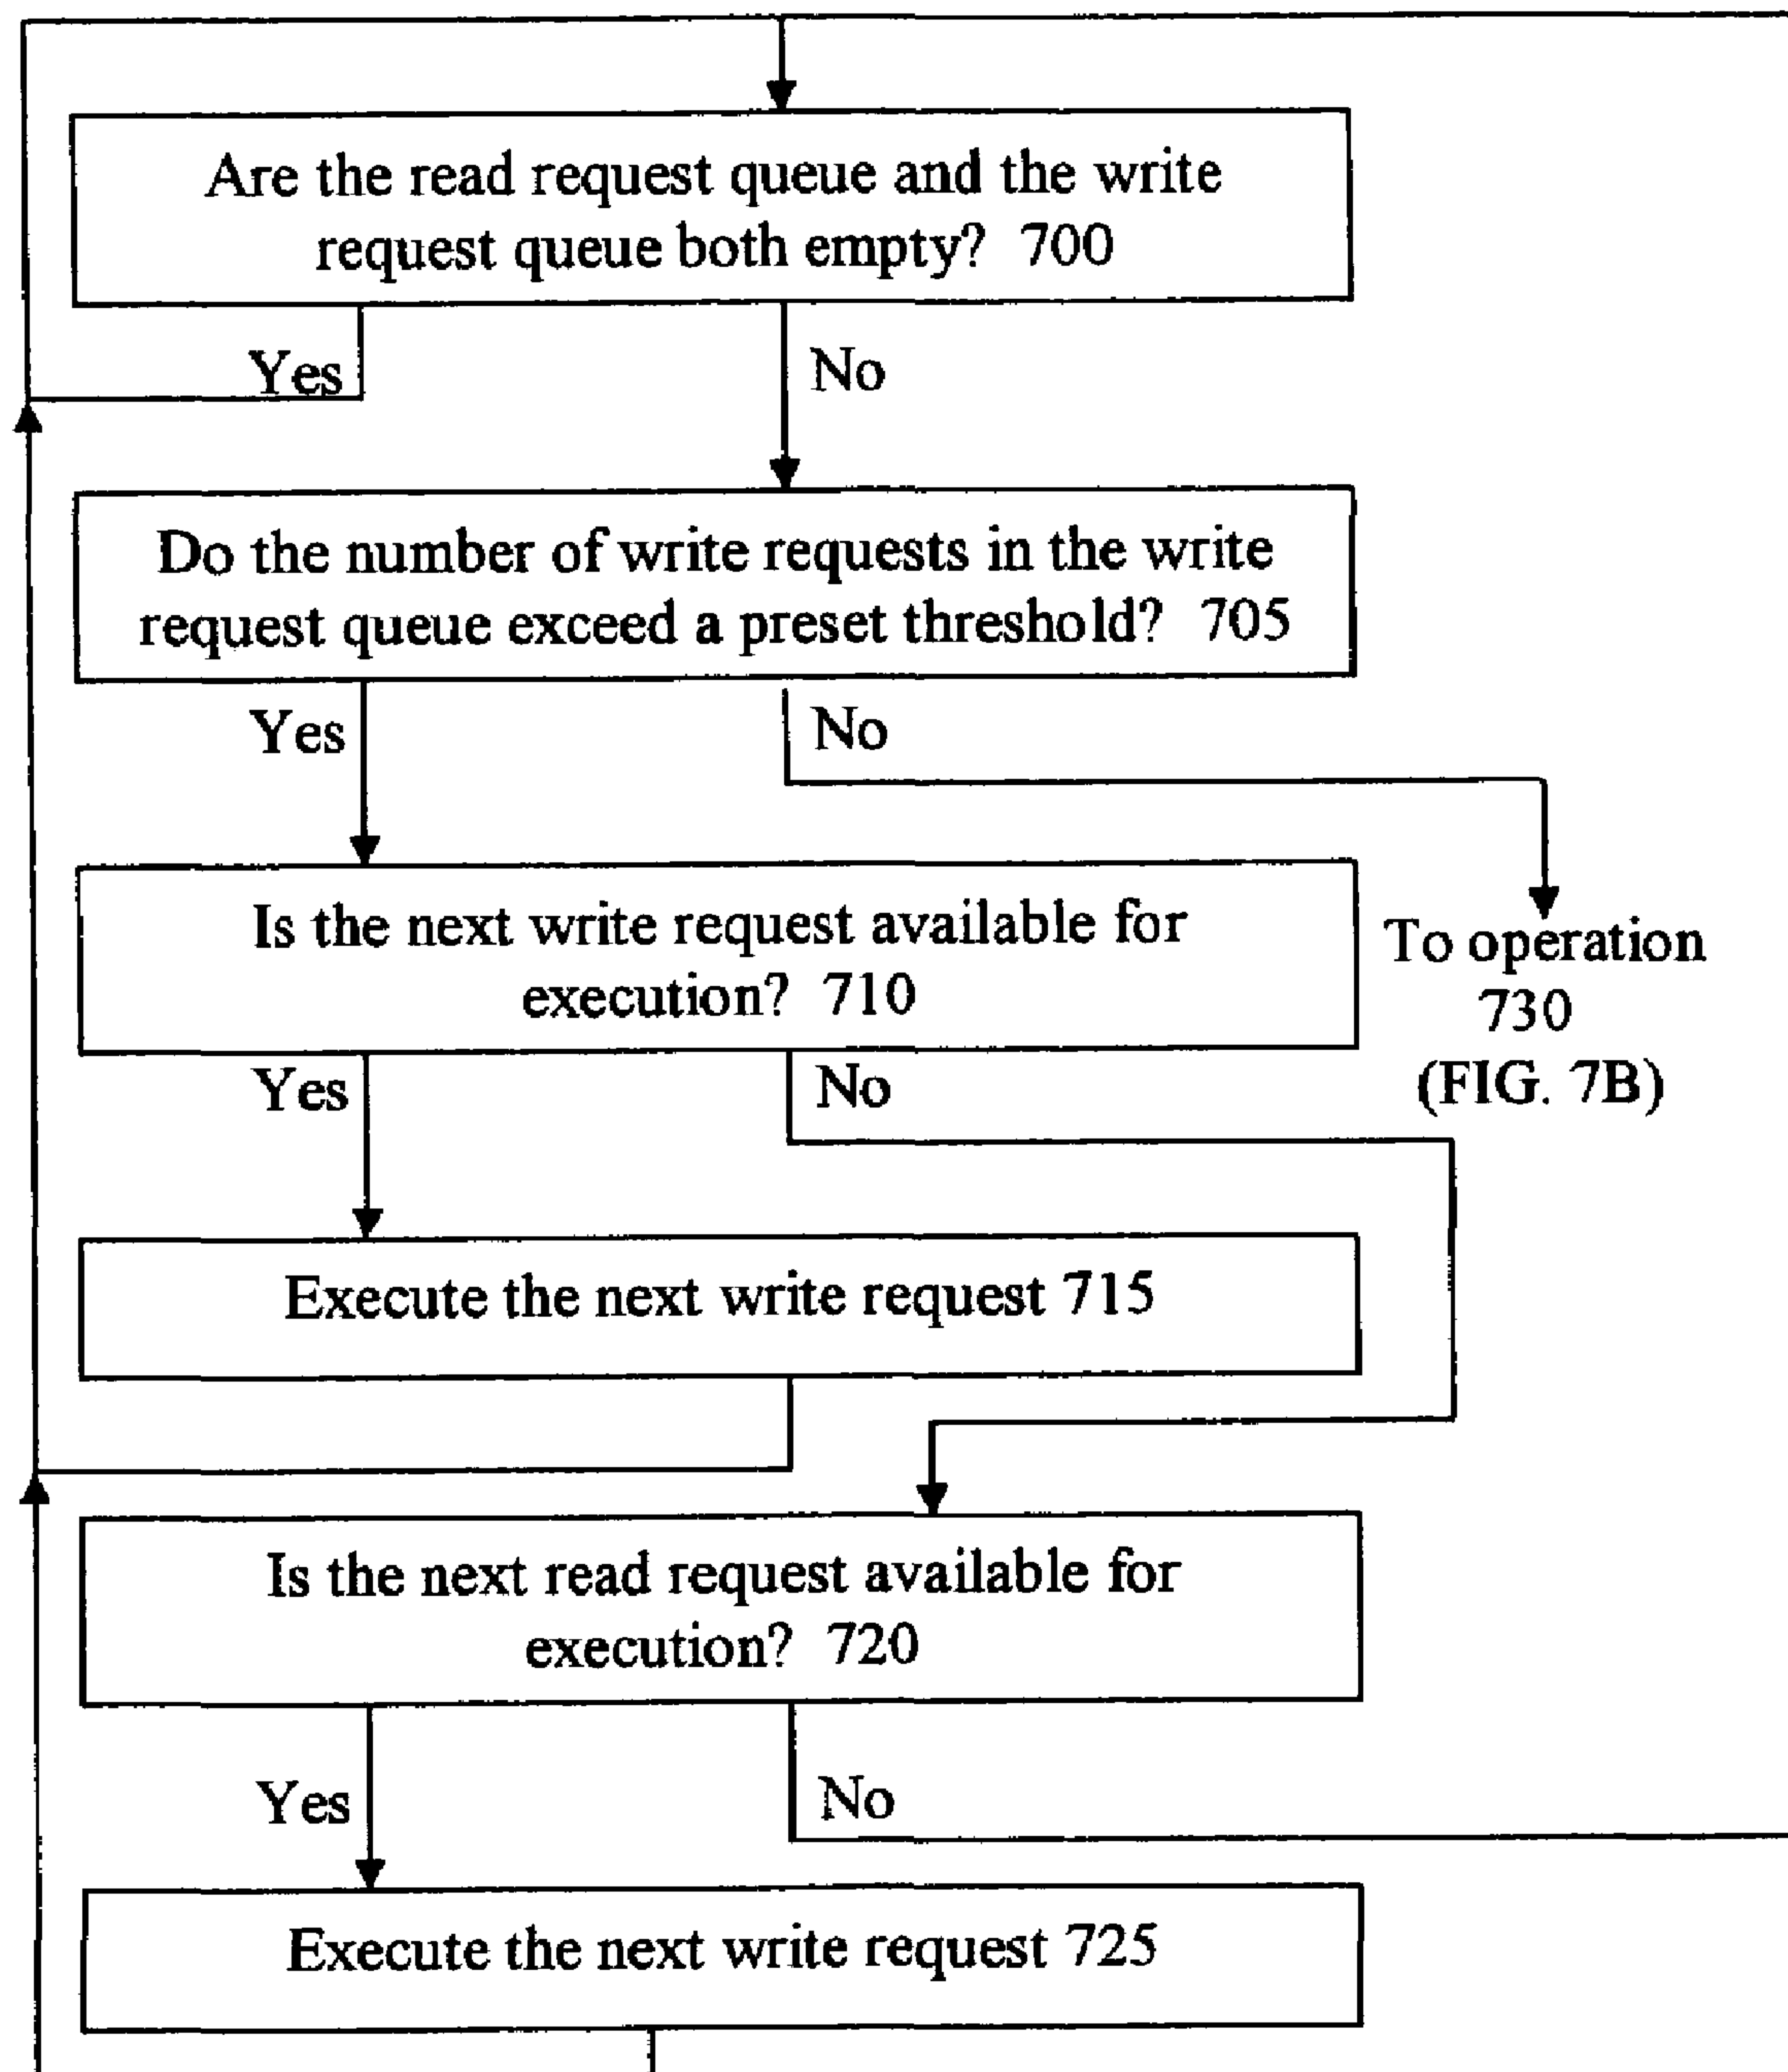 Are the read request queue and the write
request queue both empty? 700
Yes
No
Do the number of write requests in the write
request queue exceed a preset threshold? 705
Yes
No
Is the next write request available for
execution? 710
To operation
730
(FIG. 7B)
Yes
No
Execute the next write request 715
Is the next read request available for
execution? 720
Yes
No
Execute the next write request 725